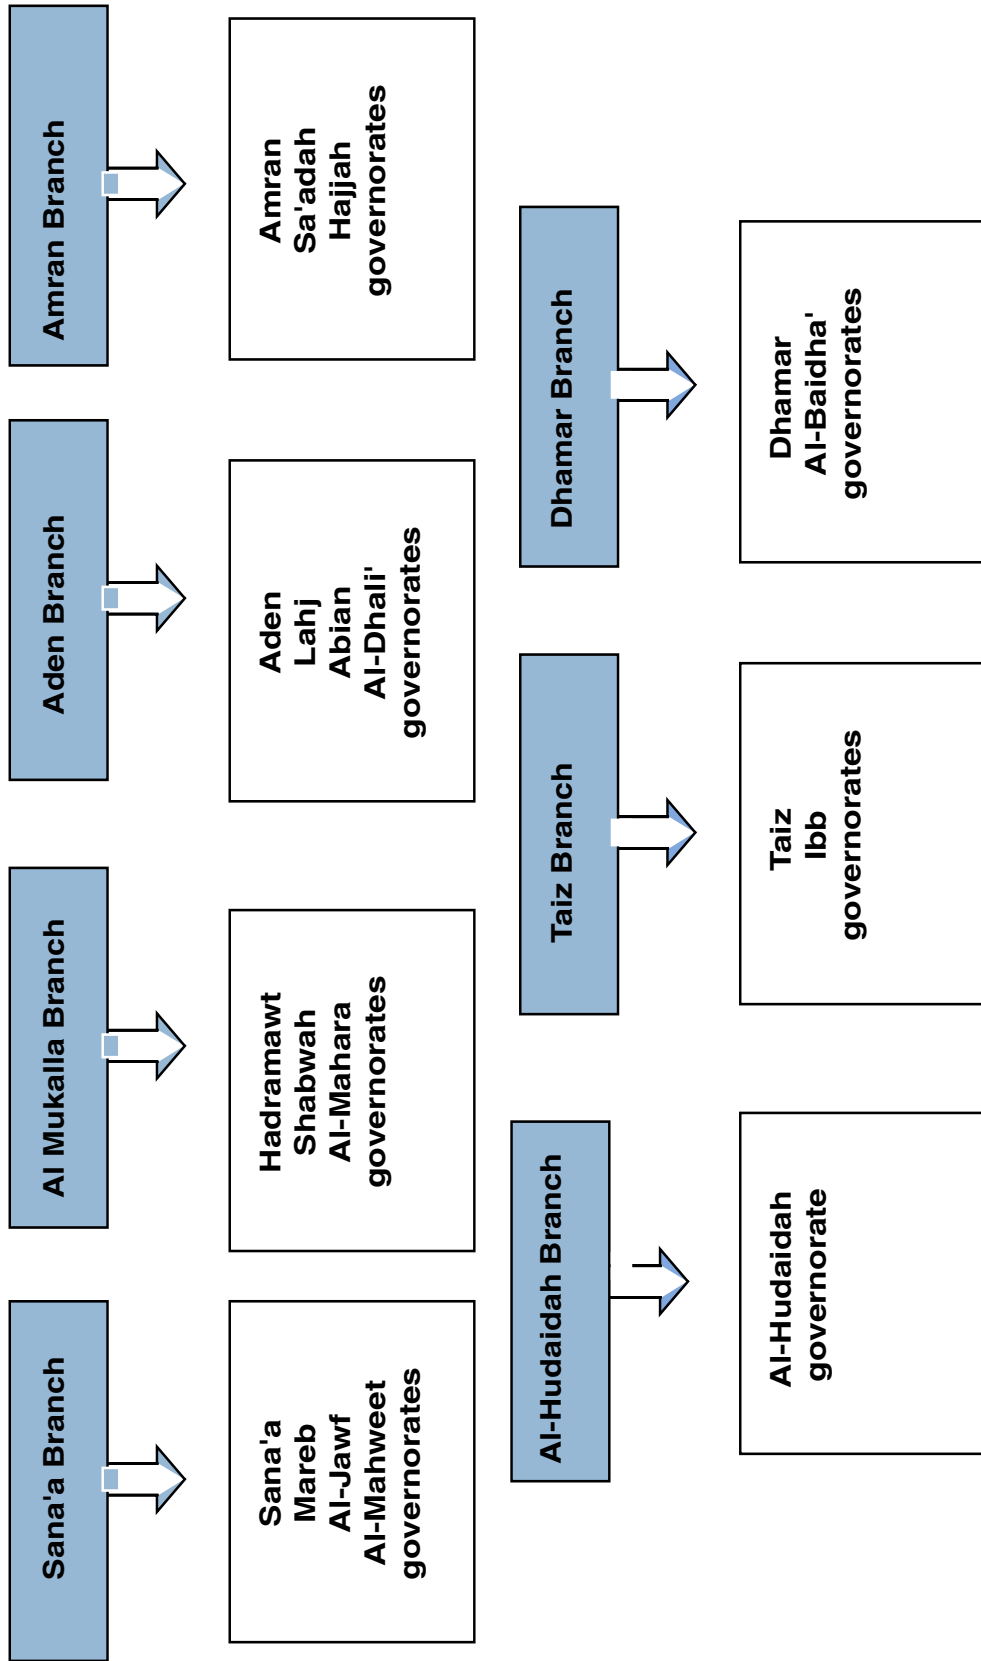 Sana'a Branch
Sana'a
Mareb
Al-Jawf
Al-Mahweet
governorates
Al Mukalla Branch
Hadramawt
Shabwah
Al-Mahara
governorates
Aden Branch
Aden
Lahj
Abian
Al-Dhali'
governorates
Amran Branch
Amran
Sa'adah
Hajjah
governorates
Al-Hudaidah Branch
Al-Hudaidah
governorate
Taiz Branch
Taiz
Ibb
governorates
Dhamar Branch
Dhamar
Al-Baidha'
governorates